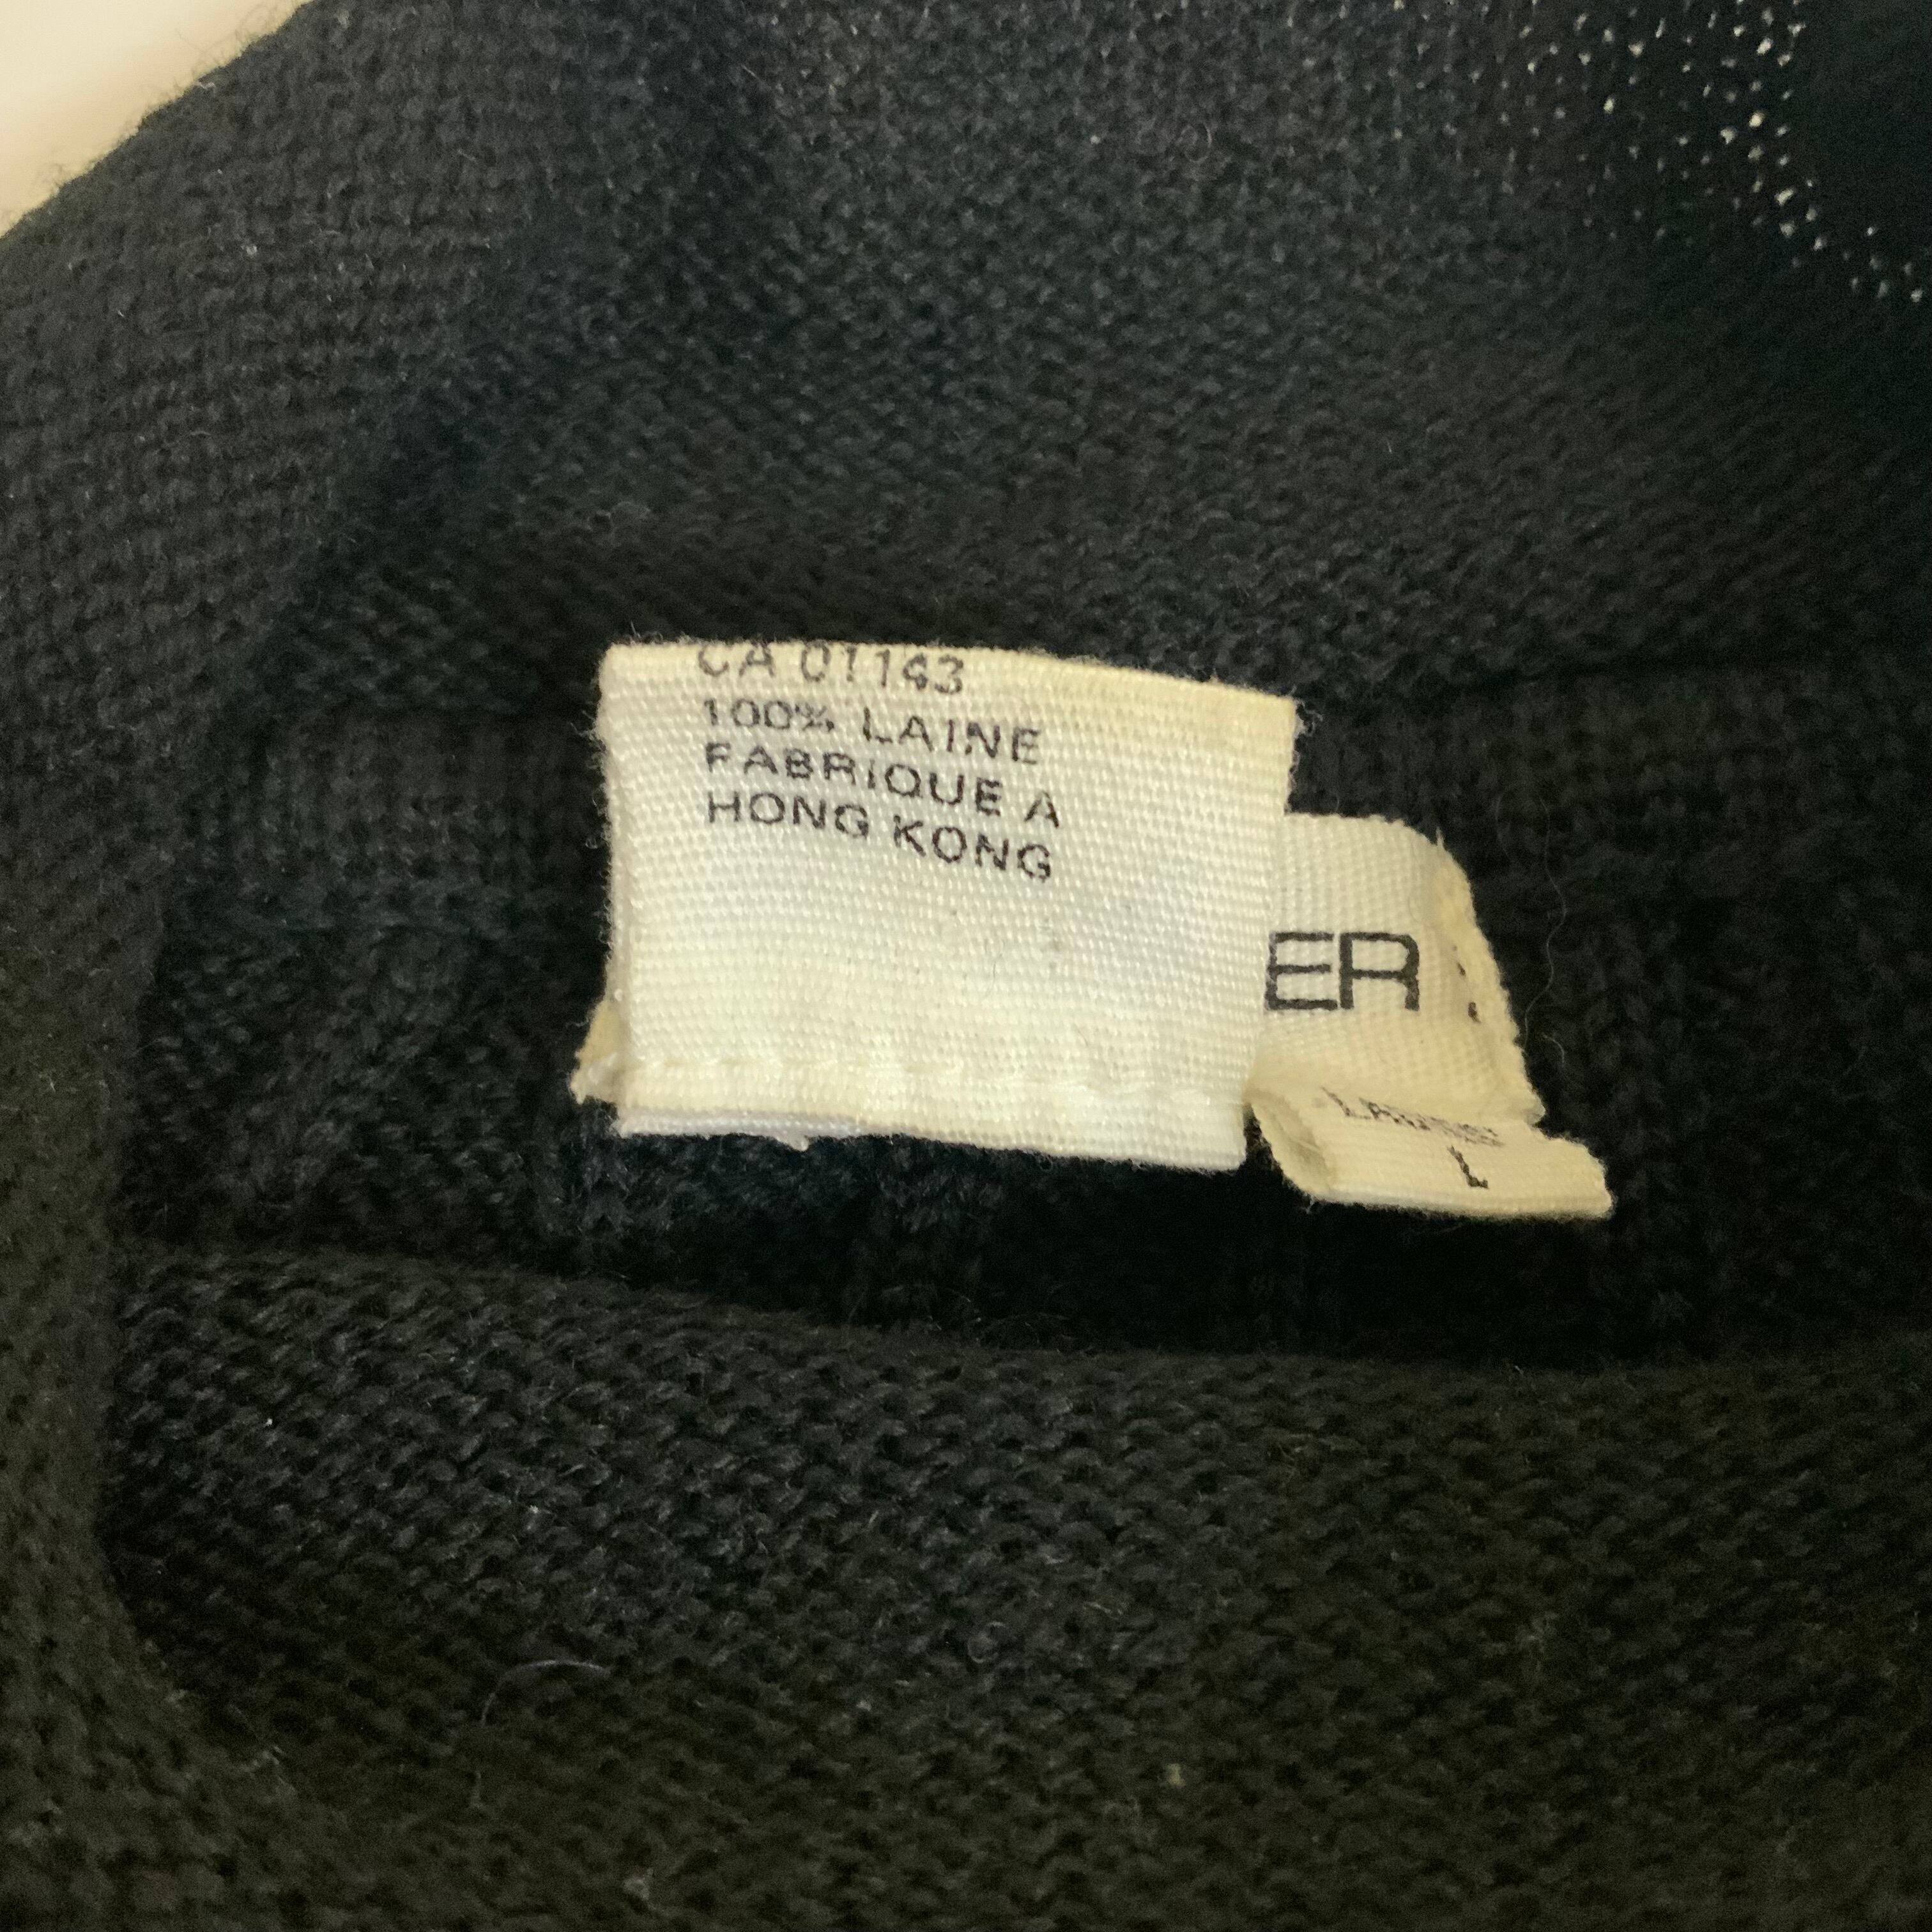 CA 01143
100% LAINE
FABRIQUE A
HONG KONG
ER
L